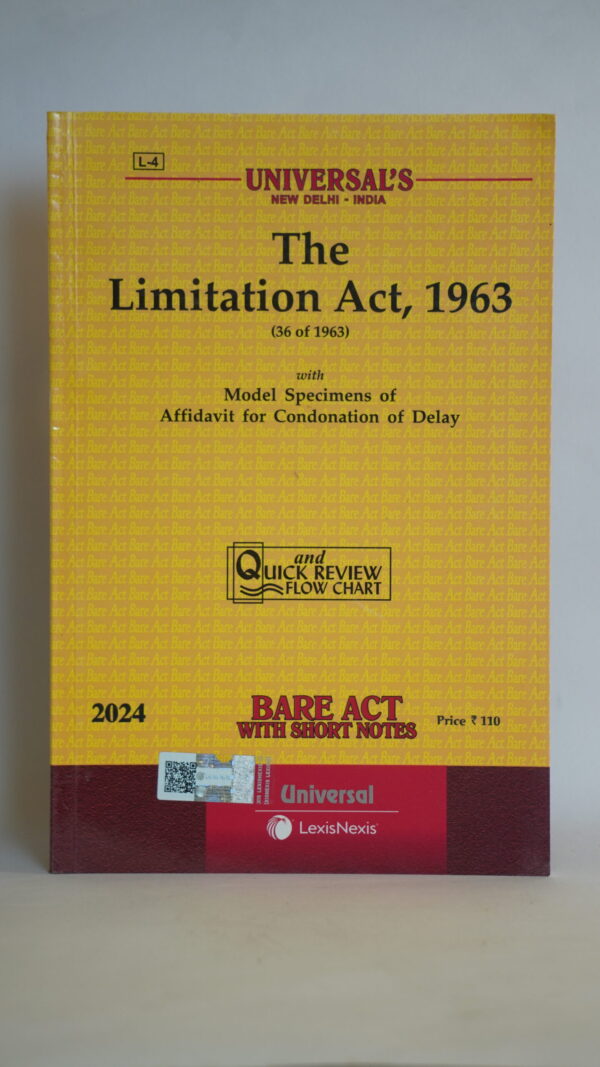 L-4
UNIVERSAL'S
NEW DELHI - INDIA
The
Limitation Act, 1963
(36 of 1963)
with
Model Specimens of
Affidavit for Condonation of Delay
and
QUICK REVIEW
FLOW CHART
2024
BARE ACT
WITH SHORT NOTES
Price ₹ 110
Universal
LexisNexis